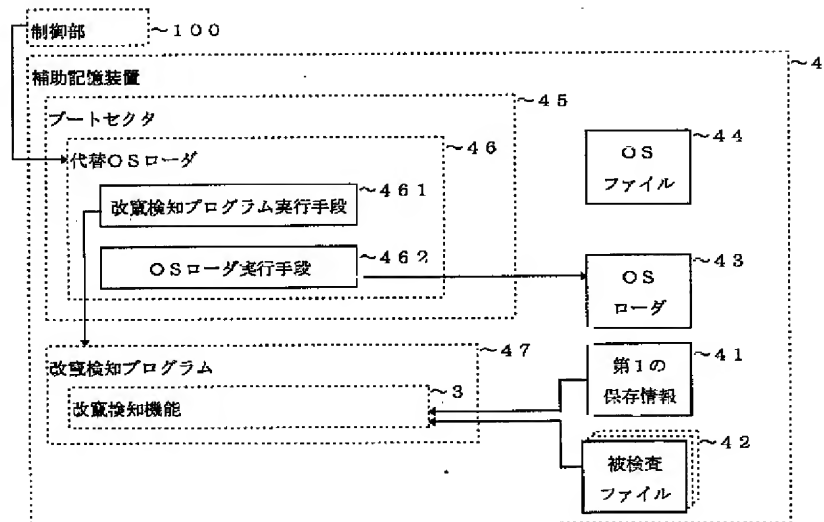 制御部 ~100
補助記憶装置 ~4
ブートセクタ ~45
代替OSローダ ~46
改竄検知プログラム実行手段 ~461
OSローダ実行手段 ~462
OS
ファイル ~44
OS
ローダ ~43
改竄検知プログラム ~47
改竄検知機能 ~3
第1の
保存情報 ~41
被検査
ファイル ~42